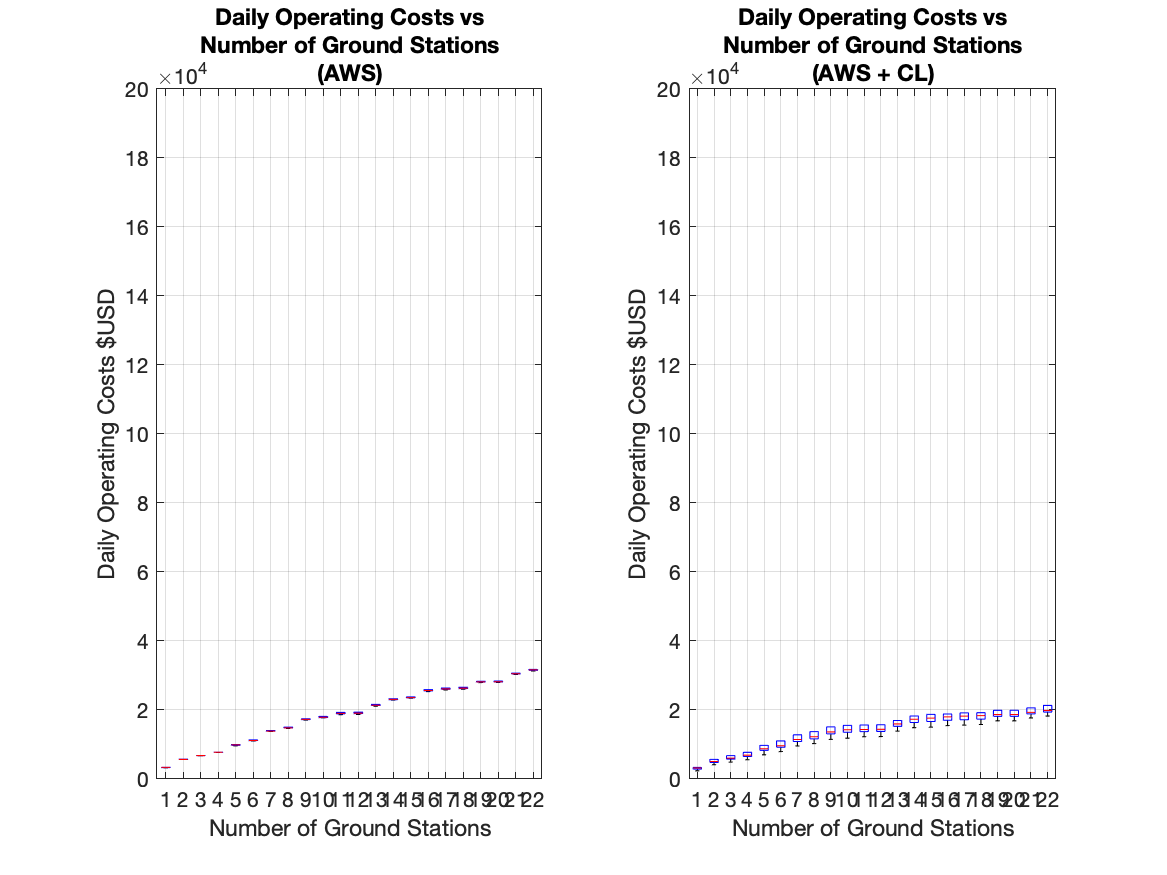 Daily Operating Costs vs
Number of Ground Stations
(AWS)
×10⁴
20
18
16
14
12
10
8
6
4
2
0
Daily Operating Costs $USD
1 2 3 4 5 6 7 8 9 10 11 12 13 14 15 16 17 18 19 20 21 22
Number of Ground Stations
Daily Operating Costs vs
Number of Ground Stations
(AWS + CL)
×10⁴
20
18
16
14
12
10
8
6
4
2
0
Daily Operating Costs $USD
1 2 3 4 5 6 7 8 9 10 11 12 13 14 15 16 17 18 19 20 21 22
Number of Ground Stations